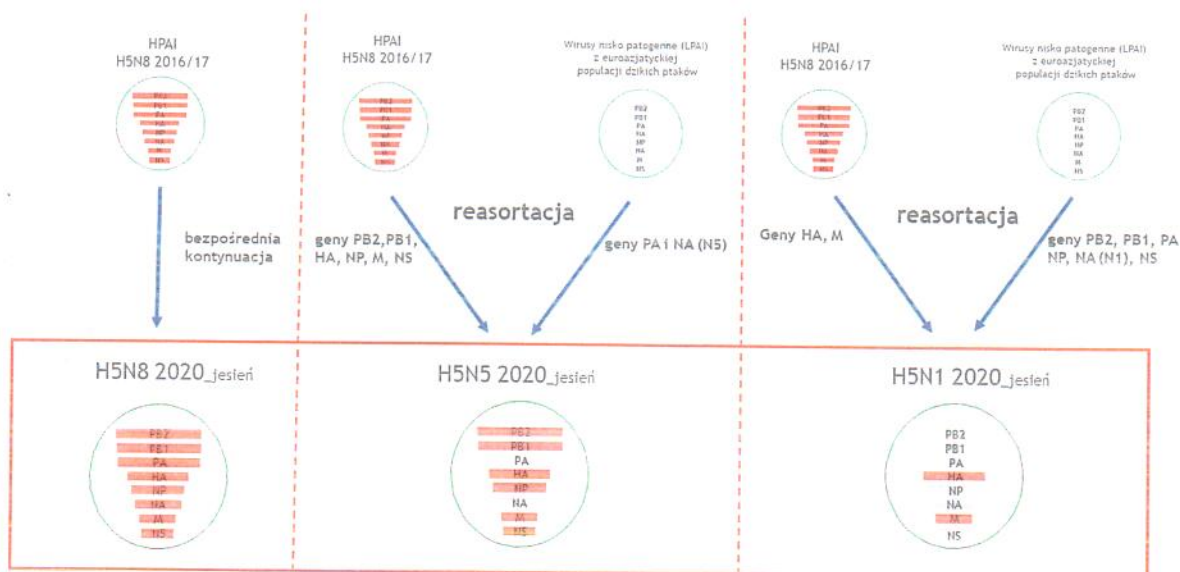 HPAI
H5N8 2016/17
PB2
PB1
PA
HA
NP
NA
M
NS
bezpośrednia
kontynuacja
H5N8 2020_jesień
PB2
PB1
PA
HA
NP
NA
M
NS
HPAI
H5N8 2016/17
PB2
PB1
PA
HA
NP
NA
M
NS
Wirusy nisko patogenne (LPAI)
z euroazjatyckiej
populacji dzikich ptaków
PB2
PB1
PA
HA
NP
NA
M
NS
reasortacja
geny PB2,PB1,
HA, NP, M, NS
geny PA i NA (N5)
H5N5 2020_jesień
PB2
PB1
PA
HA
NP
NA
M
NS
HPAI
H5N8 2016/17
PB2
PB1
PA
HA
NP
NA
M
NS
Wirusy nisko patogenne (LPAI)
z euroazjatyckiej
populacji dzikich ptaków
PB2
PB1
PA
HA
NP
NA
M
NS
reasortacja
Geny HA, M
geny PB2, PB1, PA
NP, NA (N1), NS
H5N1 2020_jesień
PB2
PB1
PA
HA
NP
NA
M
NS